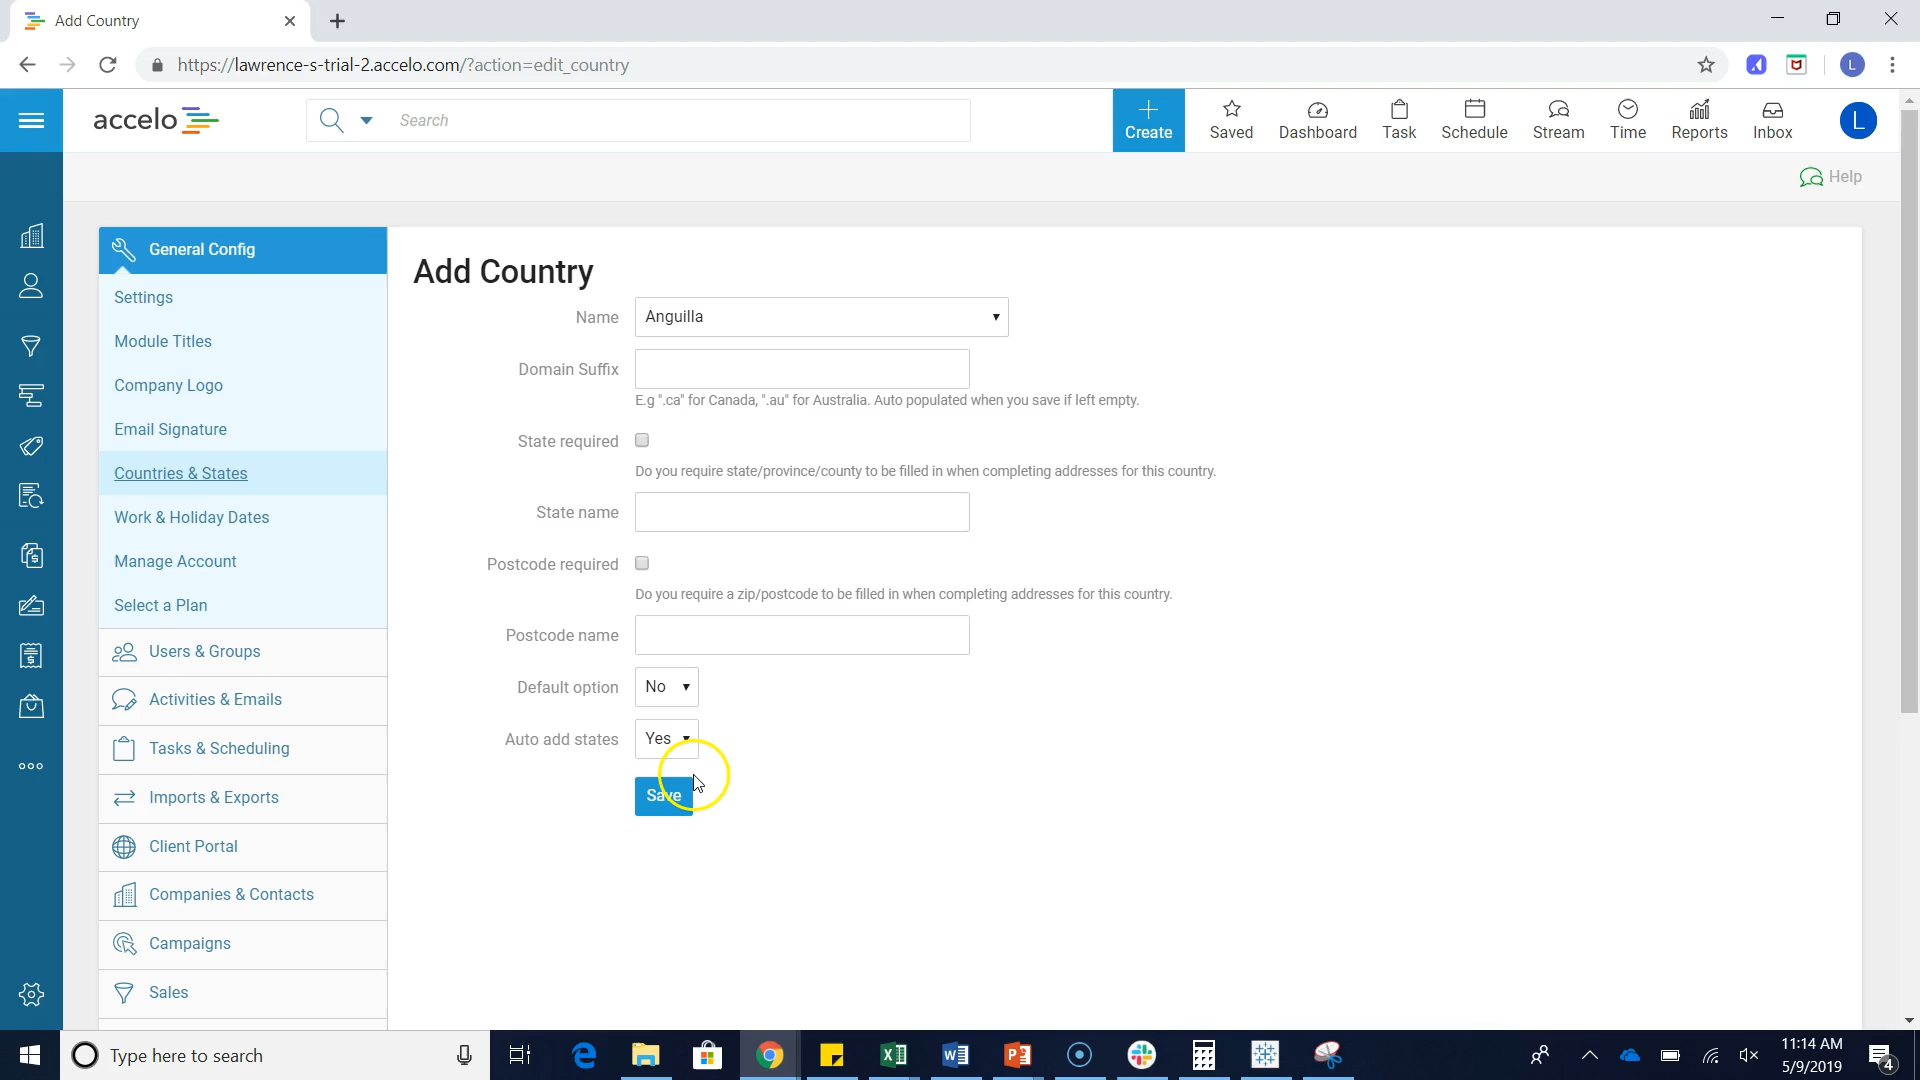 Add Country
https://lawrence-s-trial-2.accelo.com/?action=edit_country
L
accelo
Search
Create
Saved
Dashboard
Task
Schedule
Stream
Time
Reports
Inbox
L
Help
General Config
Settings
Module Titles
Company Logo
Email Signature
Countries & States
Work & Holiday Dates
Manage Account
Select a Plan
Users & Groups
Activities & Emails
Tasks & Scheduling
Imports & Exports
Client Portal
Companies & Contacts
Campaigns
Sales
Add Country
Name Anguilla
Domain Suffix
E.g ".ca" for Canada, ".au" for Australia. Auto populated when you save if left empty.
State required
Do you require state/province/county to be filled in when completing addresses for this country.
State name
Postcode required
Do you require a zip/postcode to be filled in when completing addresses for this country.
Postcode name
Default option No
Auto add states Yes
Save
Type here to search
11:14 AM
5/9/2019
4